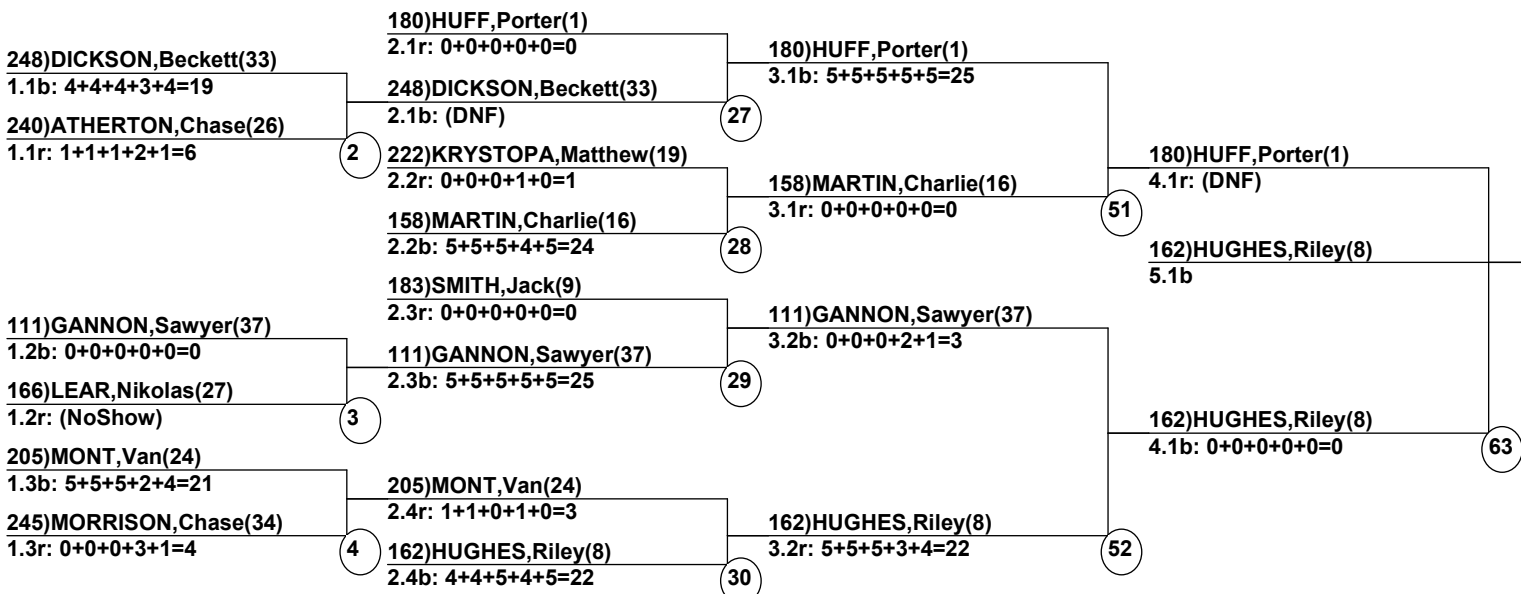 248)DICKSON,Beckett(33)
1.1b: 4+4+4+3+4=19
240)ATHERTON,Chase(26)
1.1r: 1+1+1+2+1=6
2
111)GANNON,Sawyer(37)
1.2b: 0+0+0+0+0=0
166)LEAR,Nikolas(27)
1.2r: (NoShow)
3
205)MONT,Van(24)
1.3b: 5+5+5+2+4=21
245)MORRISON,Chase(34)
1.3r: 0+0+0+3+1=4
4
180)HUFF,Porter(1)
2.1r: 0+0+0+0+0=0
248)DICKSON,Beckett(33)
2.1b: (DNF)
27
222)KRYSTOPA,Matthew(19)
2.2r: 0+0+0+1+0=1
158)MARTIN,Charlie(16)
2.2b: 5+5+5+4+5=24
28
183)SMITH,Jack(9)
2.3r: 0+0+0+0+0=0
111)GANNON,Sawyer(37)
2.3b: 5+5+5+5+5=25
29
205)MONT,Van(24)
2.4r: 1+1+0+1+0=3
162)HUGHES,Riley(8)
2.4b: 4+4+5+4+5=22
30
180)HUFF,Porter(1)
3.1b: 5+5+5+5+5=25
158)MARTIN,Charlie(16)
3.1r: 0+0+0+0+0=0
51
111)GANNON,Sawyer(37)
3.2b: 0+0+0+2+1=3
162)HUGHES,Riley(8)
3.2r: 5+5+5+3+4=22
52
180)HUFF,Porter(1)
4.1r: (DNF)
162)HUGHES,Riley(8)
5.1b
162)HUGHES,Riley(8)
4.1b: 0+0+0+0+0=0
63